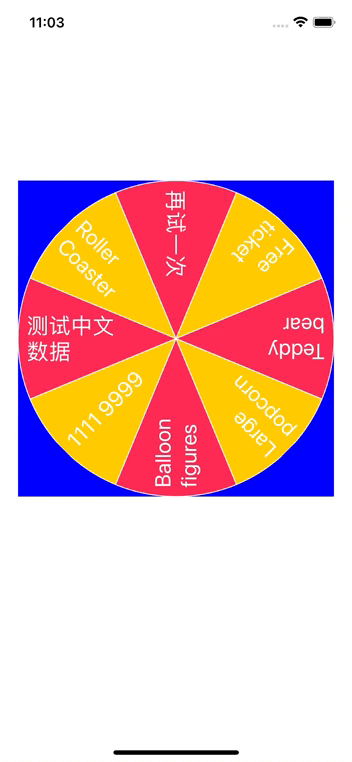 11:03
再试一次
Free
ticket
Teddy
bear
Large
popcorn
Balloon
figures
1111 9999
测试中文
数据
Roller
Coaster